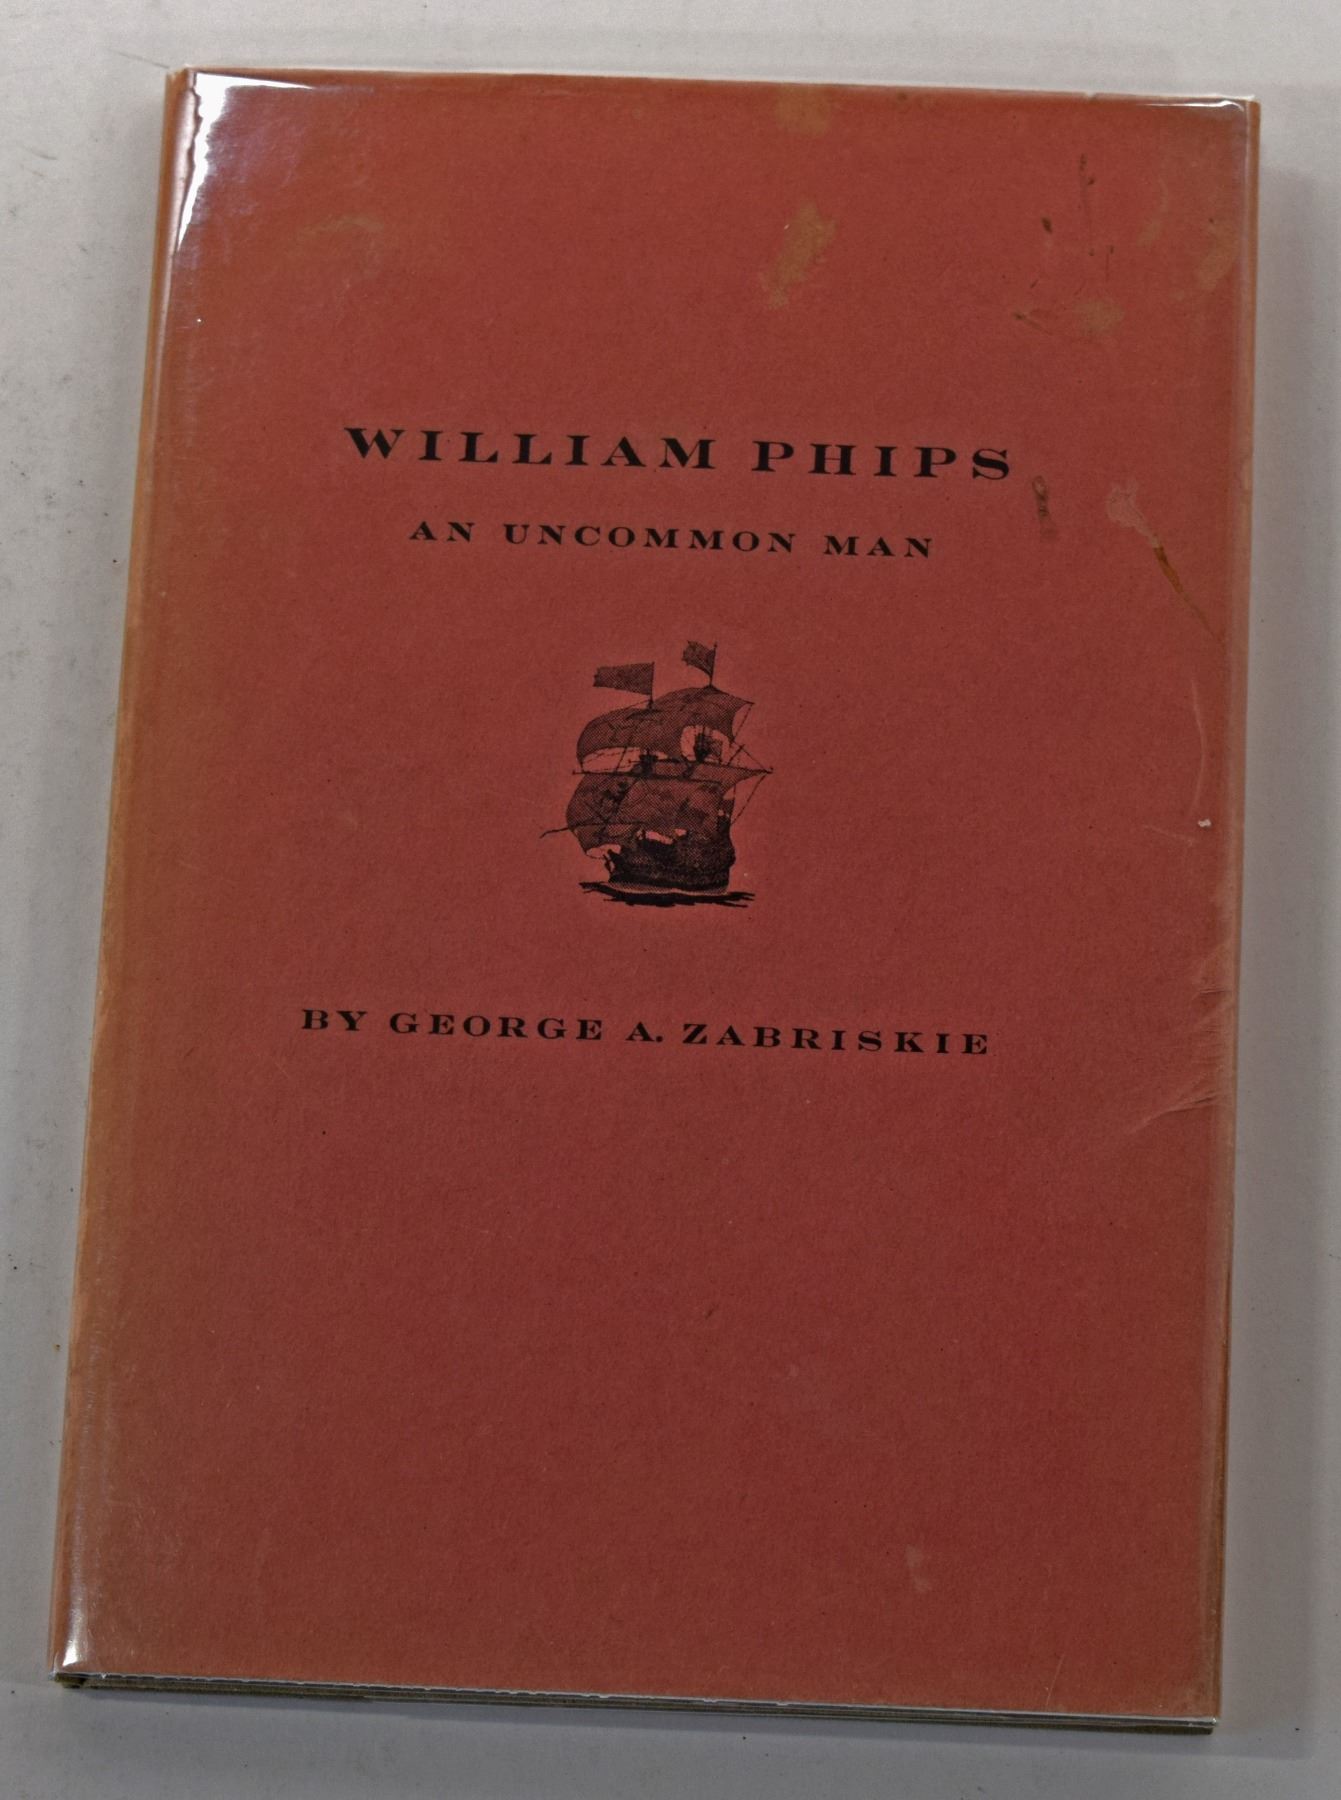 WILLIAM PHIPS
AN UNCOMMON MAN
BY GEORGE A. ZABRISKIE